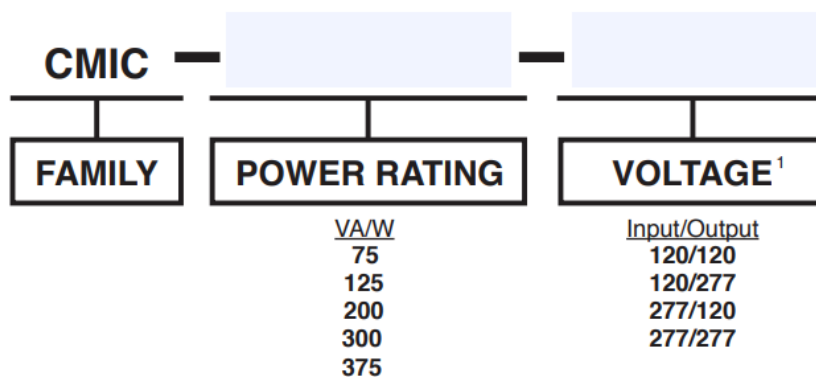 CMIC — —
FAMILY POWER RATING VOLTAGE¹
VA/W Input/Output
75 120/120
125 120/277
200 277/120
300 277/277
375